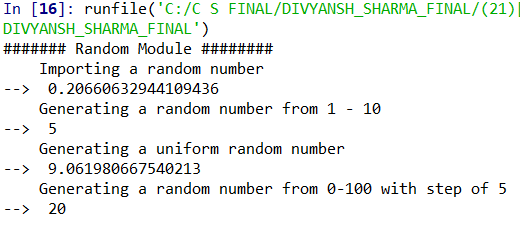 In [16]: runfile('C:/C S FINAL/DIVYANSH_SHARMA_FINAL/(21)
DIVYANSH_SHARMA_FINAL')
####### Random Module ########
Importing a random number
--> 0.20660632944109436
Generating a random number from 1 - 10
--> 5
Generating a uniform random number
--> 9.061980667540213
Generating a random number from 0-100 with step of 5
--> 20